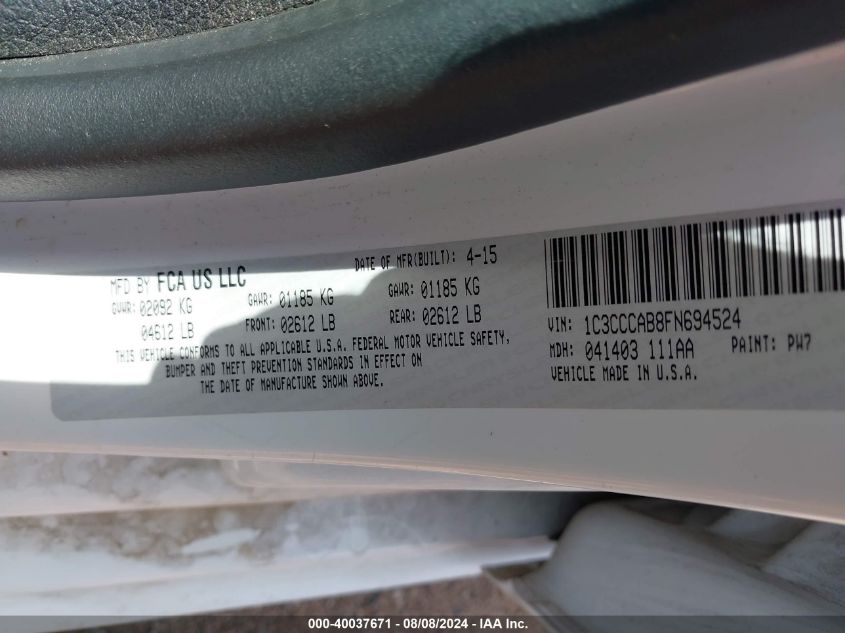 MFD BY FCA US LLC
DATE OF MFR(BUILT): 4-15
GVWR: 02092 KG
04612 LB
GAWR: 01185 KG
FRONT: 02612 LB
GAWR: 01185 KG
REAR: 02612 LB
THIS VEHICLE CONFORMS TO ALL APPLICABLE U.S.A. FEDERAL MOTOR VEHICLE SAFETY,
BUMPER AND THEFT PREVENTION STANDARDS IN EFFECT ON
THE DATE OF MANUFACTURE SHOWN ABOVE.
VIN: 1C3CCCAB8FN694524
MDH: 041403 111AA PAINT: PW7
VEHICLE MADE IN U.S.A.
000-40037671 - 08/08/2024 - IAA Inc.